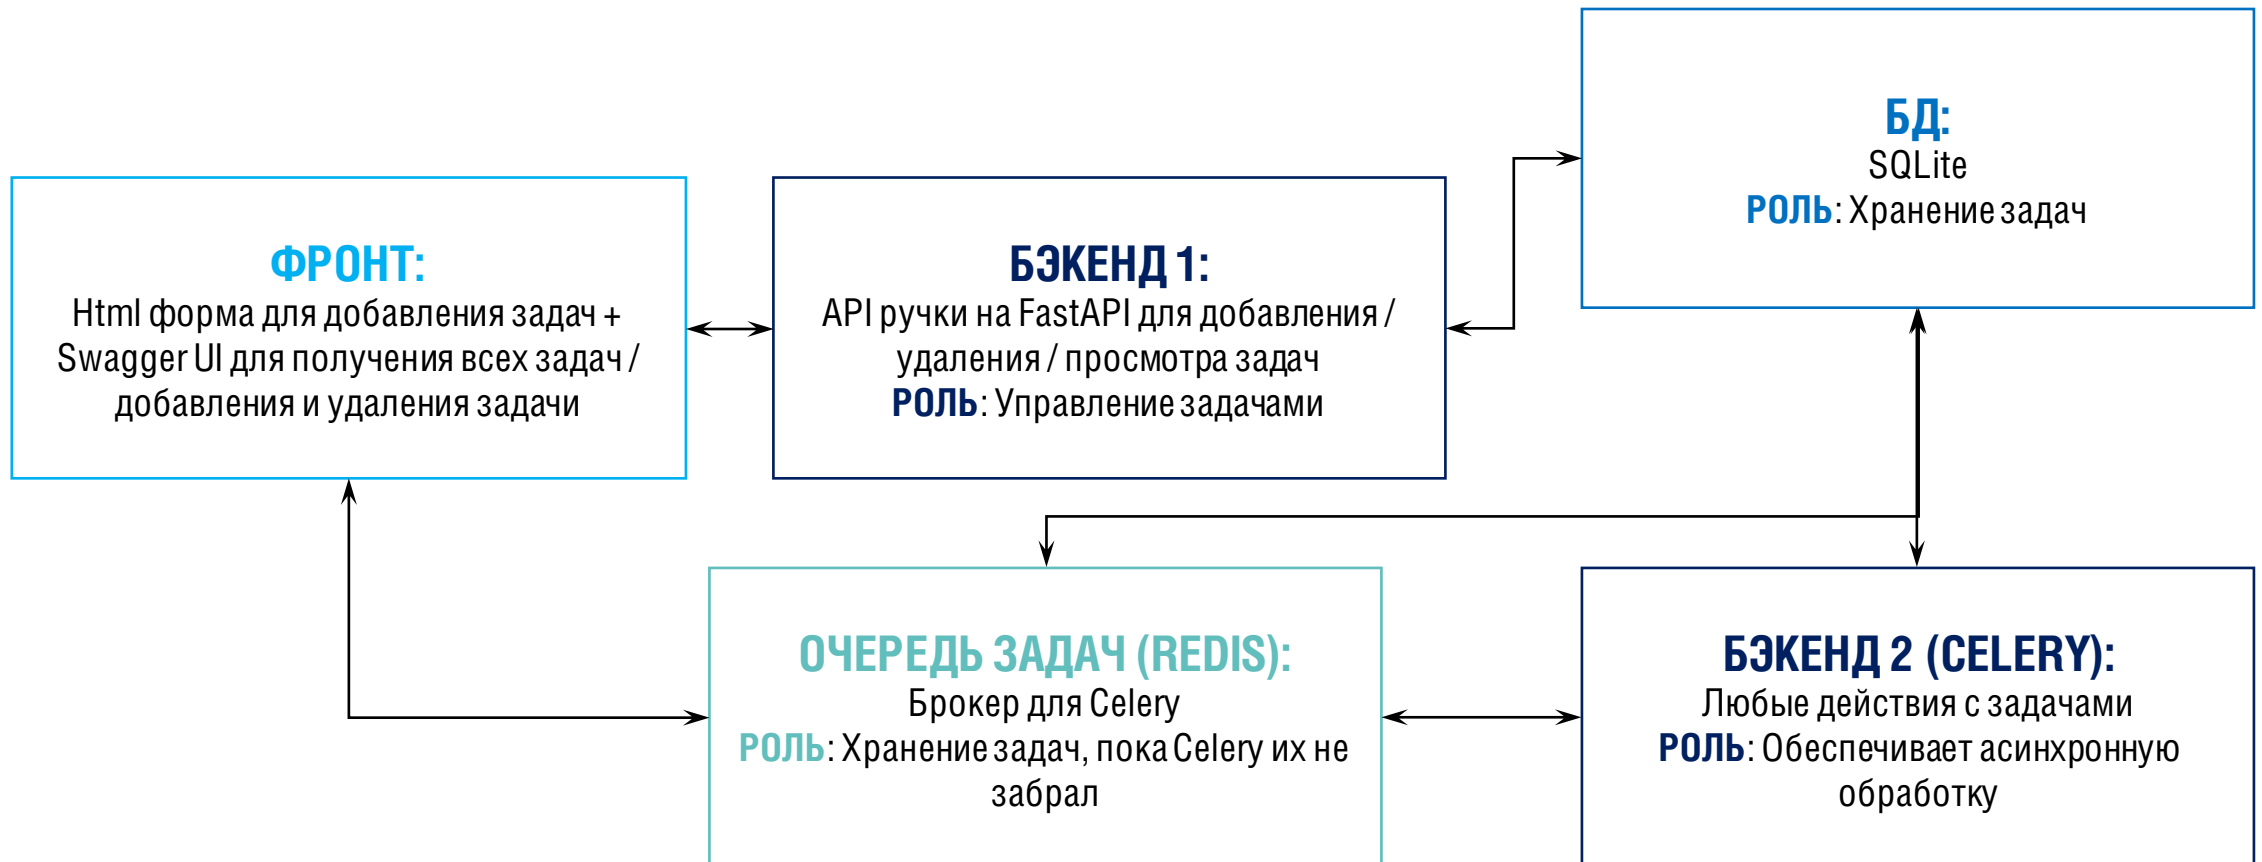 ФРОНТ:
Html форма для добавления задач +
Swagger UI для получения всех задач /
добавления и удаления задачи
БЭКЕНД 1:
API ручки на FastAPI для добавления /
удаления / просмотра задач
РОЛЬ: Управление задачами
БД:
SQLite
РОЛЬ: Хранение задач
ОЧЕРЕДЬ ЗАДАЧ (REDIS):
Брокер для Celery
РОЛЬ: Хранение задач, пока Celery их не
забрал
БЭКЕНД 2 (CELERY):
Любые действия с задачами
РОЛЬ: Обеспечивает асинхронную
обработку